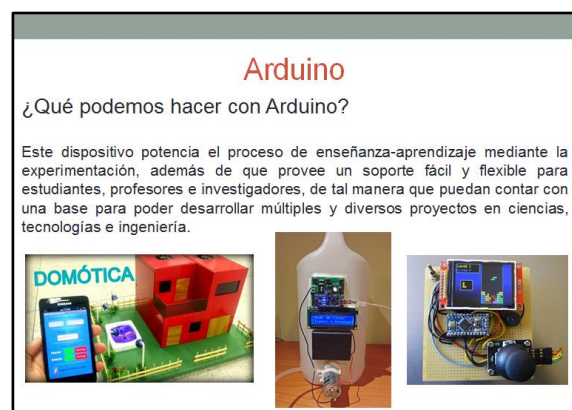 Arduino
¿Qué podemos hacer con Arduino?
Este dispositivo potencia el proceso de enseñanza-aprendizaje mediante la
experimentación, además de que provee un soporte fácil y flexible para
estudiantes, profesores e investigadores, de tal manera que puedan contar con
una base para poder desarrollar múltiples y diversos proyectos en ciencias,
tecnologías e ingeniería.
DOMÓTICA